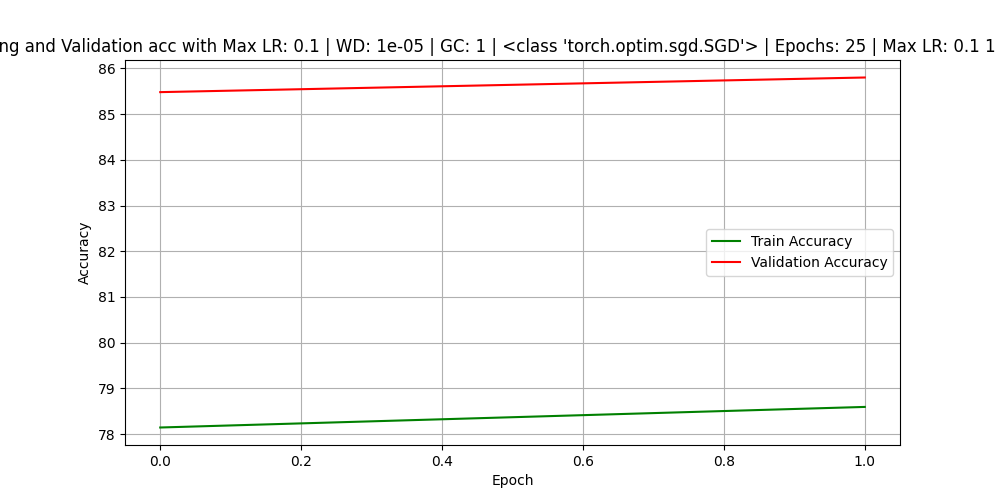 ng and Validation acc with Max LR: 0.1 | WD: 1e-05 | GC: 1 | <class 'torch.optim.sgd.SGD'> | Epochs: 25 | Max LR: 0.1 1
86
85
84
83
82
81
80
79
78
Accuracy
Train Accuracy
Validation Accuracy
0.0 0.2 0.4 0.6 0.8 1.0
Epoch